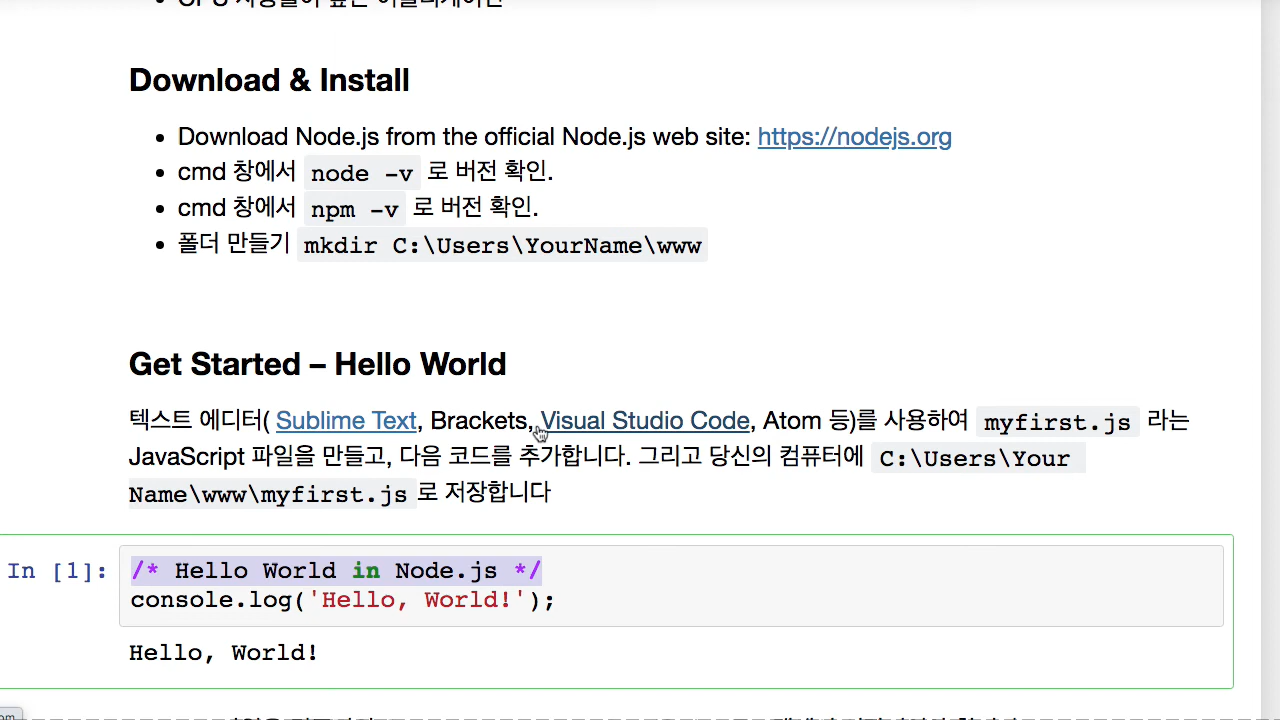 Download & Install
Download Node.js from the official Node.js web site: https://nodejs.org
cmd 창에서 node -v 로 버전 확인.
cmd 창에서 npm -v 로 버전 확인.
폴더 만들기 mkdir C:\Users\YourName\www
Get Started – Hello World
텍스트 에디터( Sublime Text, Brackets, Visual Studio Code, Atom 등)를 사용하여 myfirst.js 라는
JavaScript 파일을 만들고, 다음 코드를 추가합니다. 그리고 당신의 컴퓨터에 C:\Users\Your
Name\www\myfirst.js 로 저장합니다
In [1]: /* Hello World in Node.js */
console.log('Hello, World!');
Hello, World!